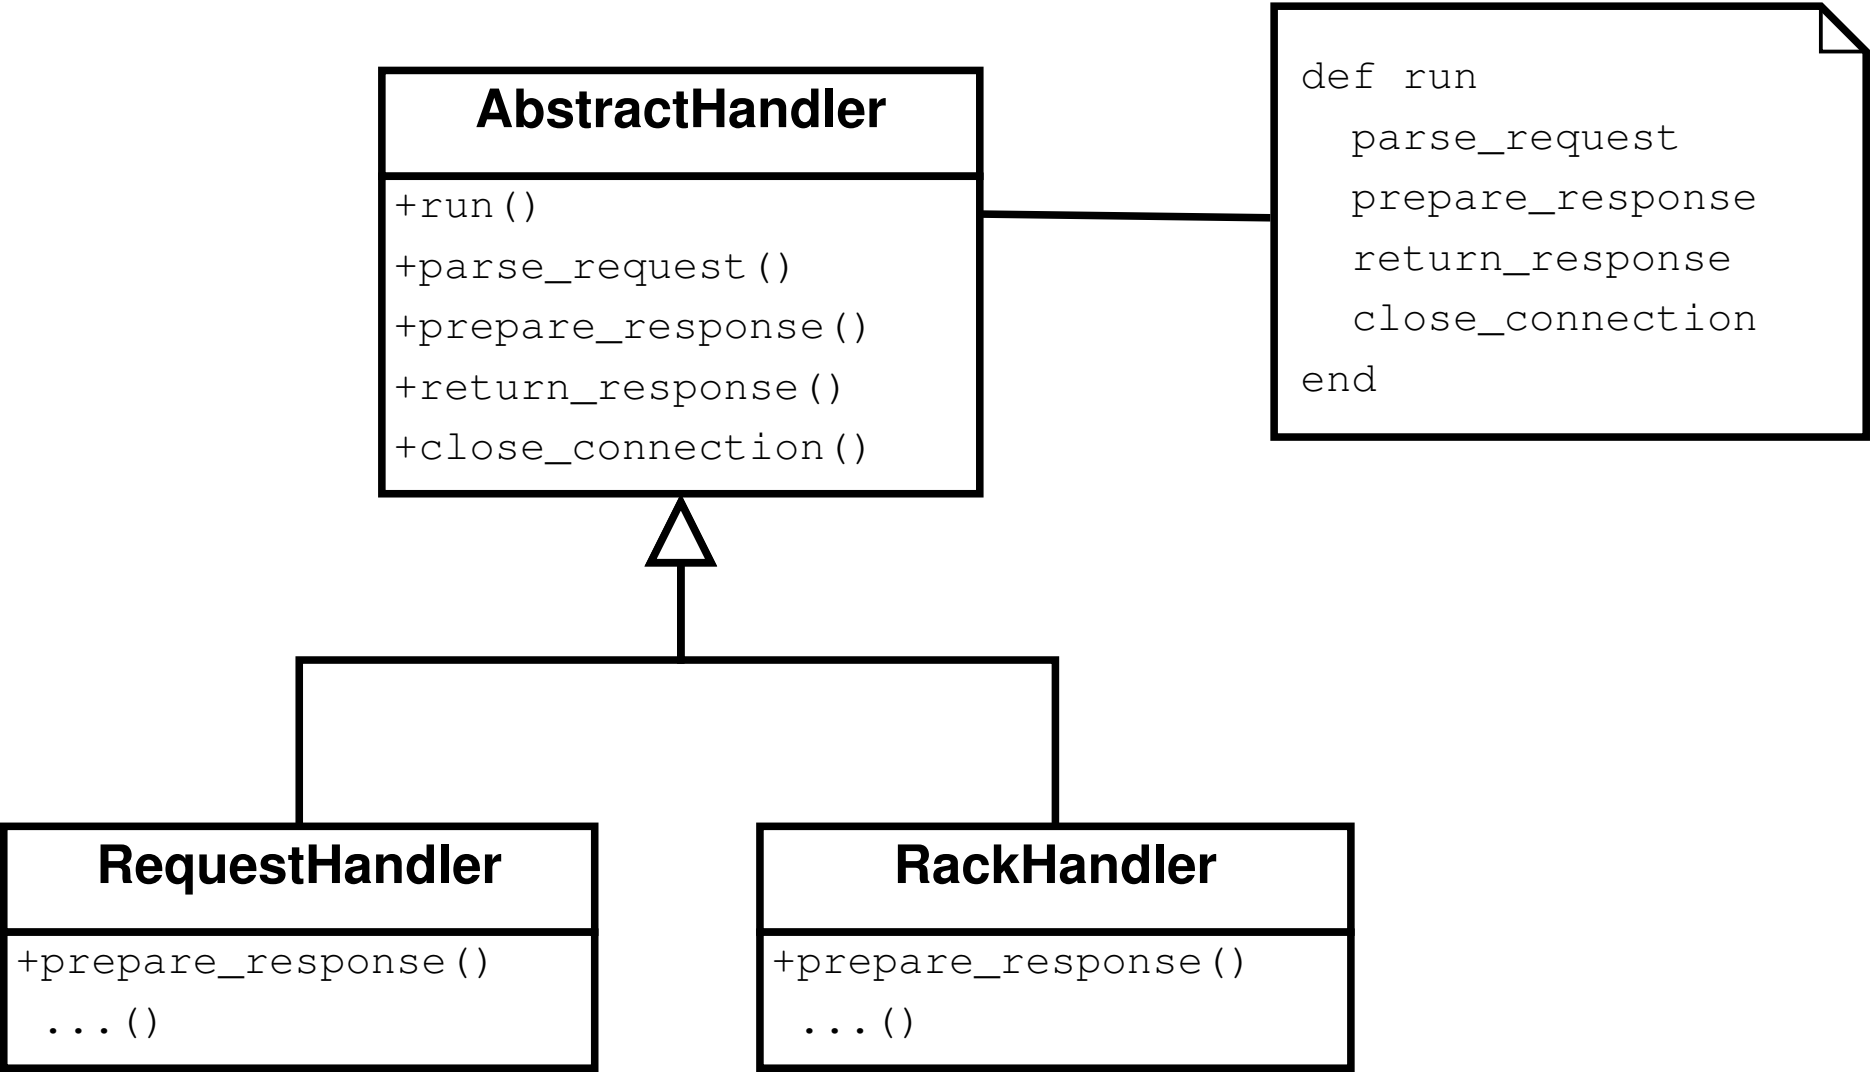 AbstractHandler
+run()
+parse_request()
+prepare_response()
+return_response()
+close_connection()
def run
  parse_request
  prepare_response
  return_response
  close_connection
end
RequestHandler
+prepare_response()
...()
RackHandler
+prepare_response()
...()